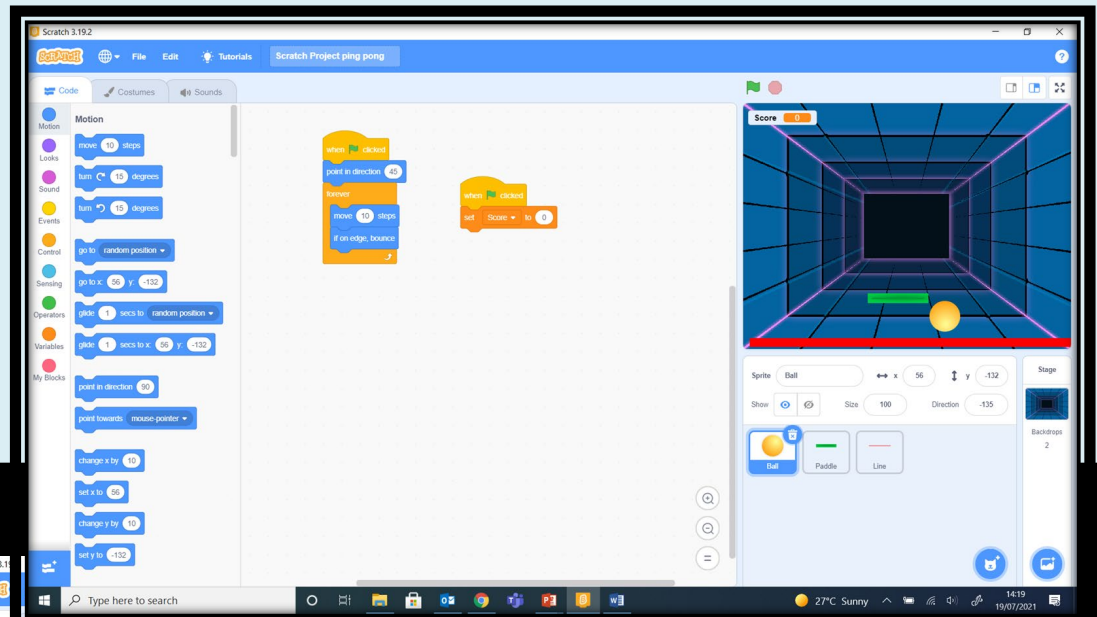 Scratch 3.19.2
SCRATCH File Edit Tutorials Scratch Project ping pong
Code Costumes Sounds
Motion
Looks
Sound
Events
Control
Sensing
Operators
Variables
My Blocks
Motion
move 10 steps
turn 15 degrees
turn 15 degrees
go to random position
go to x: 56 y: -132
glide 1 secs to random position
glide 1 secs to x: 56 y: -132
point in direction 90
point towards mouse-pointer
change x by 10
set x to 56
change y by 10
set y to -132
when clicked
point in direction 45
forever
move 10 steps
if on edge, bounce
when clicked
set Score to 0
Score 0
Sprite Ball x 56 y -132
Show Size 100 Direction -135
Ball Paddle Line
Stage
Backdrops
2
Type here to search
27°C Sunny
14:19
19/07/2021